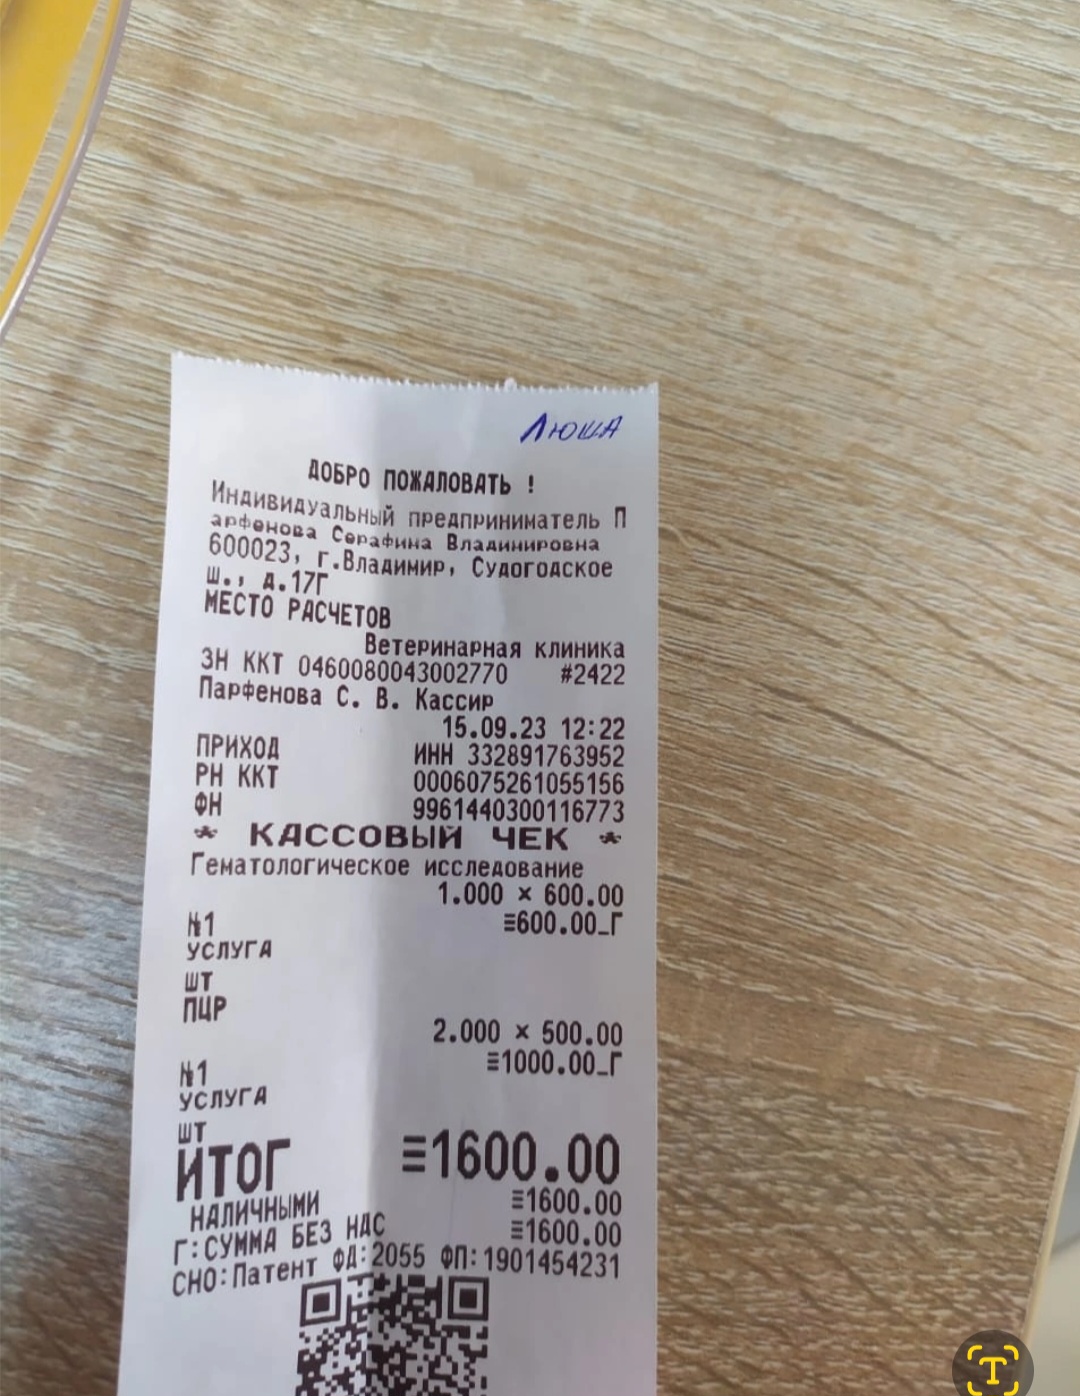 Люша
ДОБРО ПОЖАЛОВАТЬ !
Индивидуальный предприниматель П
арфенова Серафина Владинировна
600023, г.Владимир, Судогодское
ш., д.17Г
МЕСТО РАСЧЕТОВ
Ветеринарная клиника
ЗН ККТ 0460080043002770 #2422
Парфенова С. В. Кассир
15.09.23 12:22
ПРИХОД ИНН 332891763952
РН ККТ 0006075261055156
ФН 9961440300116773
* КАССОВЫЙ ЧЕК *
Гематологическое исследование
1.000 × 600.00
№1 ≡600.00_Г
УСЛУГА
ШТ
ПЦР
2.000 × 500.00
№1 ≡1000.00_Г
УСЛУГА
ШТ
ИТОГ ≡1600.00
НАЛИЧНЫМИ ≡1600.00
Г:СУММА БЕЗ НДС ≡1600.00
СНО:Патент ФД:2055 ФП:1901454231